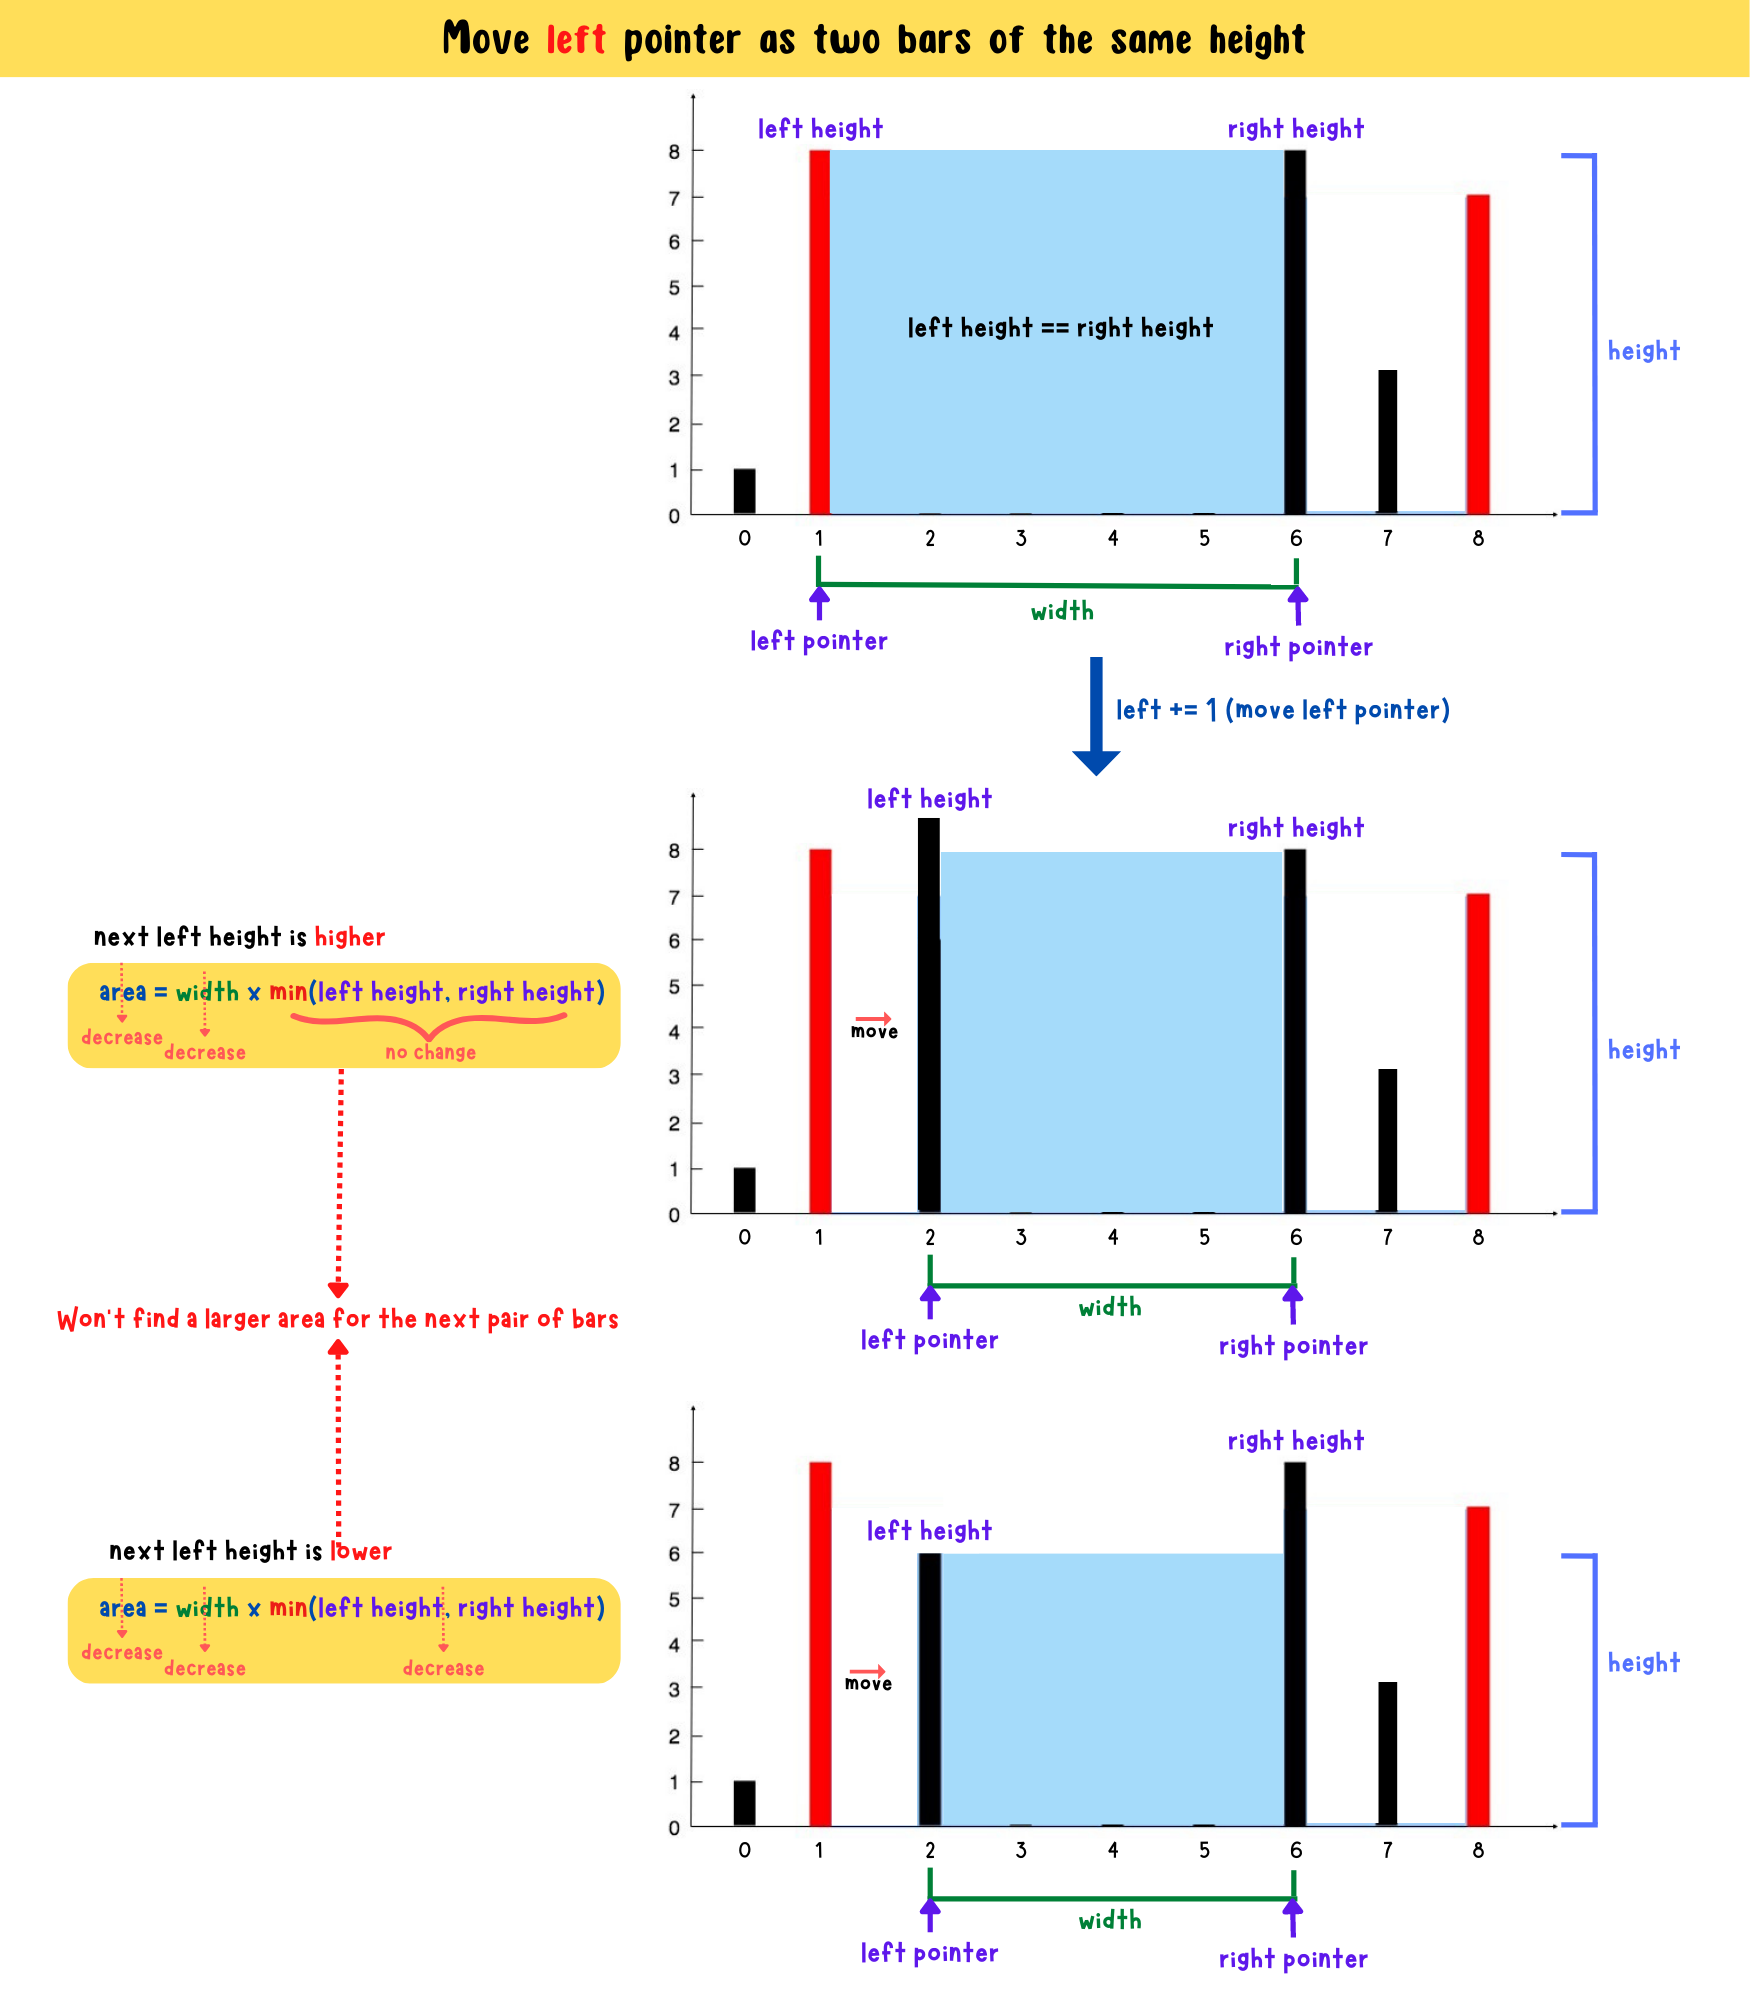 Move left pointer as two bars of the same height
left height
right height
8
7
6
5
4
3
2
1
0
left height == right height
height
0 1 2 3 4 5 6 7 8
width
left pointer
right pointer
left += 1 (move left pointer)
left height
right height
8
7
6
5
4
3
2
1
0
move
height
0 1 2 3 4 5 6 7 8
width
left pointer
right pointer
next left height is higher
area = width x min(left height, right height)
decrease
decrease
no change
Won't find a larger area for the next pair of bars
next left height is lower
area = width x min(left height, right height)
decrease
decrease
decrease
right height
left height
8
7
6
5
4
3
2
1
0
move
height
0 1 2 3 4 5 6 7 8
width
left pointer
right pointer